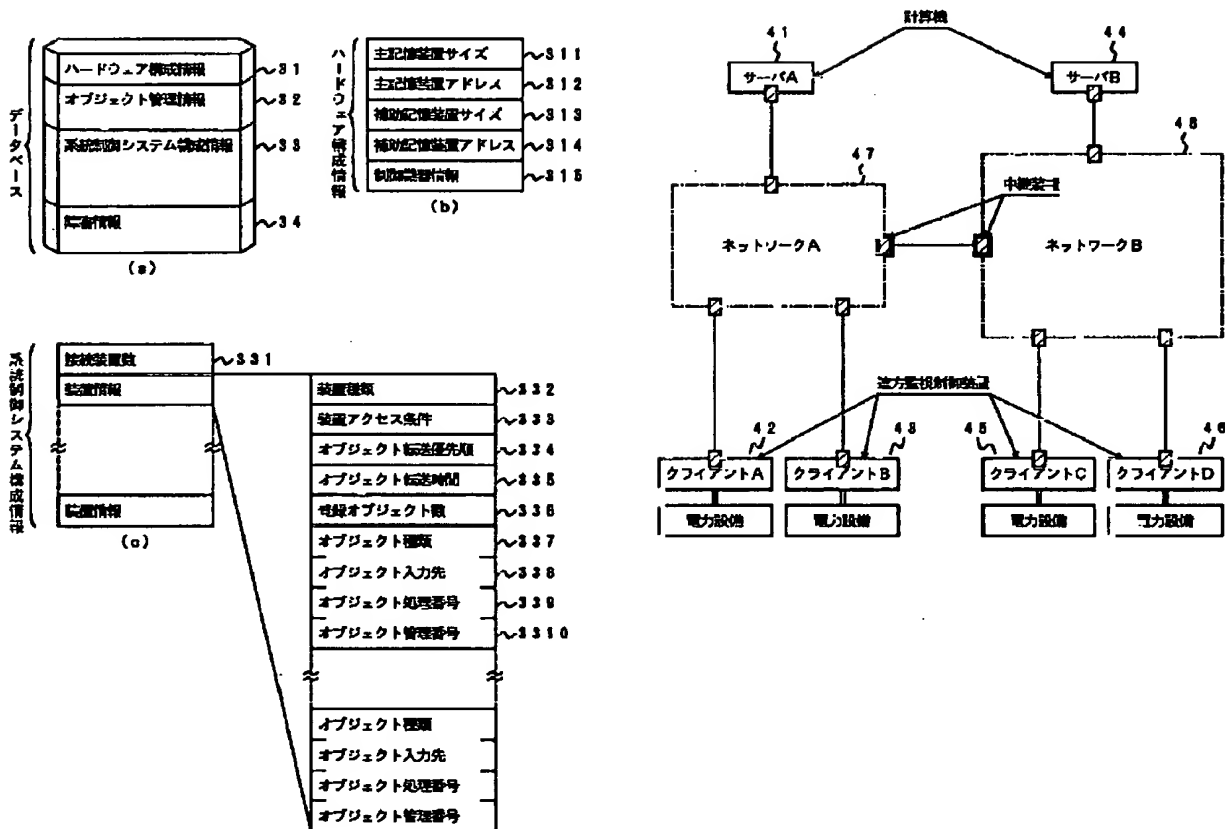 データベース
ハードウェア構成情報
31
オブジェクト管理情報
32
系統制御システム構成情報
33
障害情報
34
(a)
ハードウェア構成情報
主記憶装置サイズ
311
主記憶装置アドレス
312
補助記憶装置サイズ
313
補助記憶装置アドレス
314
制御装置情報
315
(b)
系統制御システム構成情報
接続装置数
331
装置情報
装置情報
(c)
装置種類
332
装置アクセス条件
333
オブジェクト転送優先順
334
オブジェクト転送時間
335
登録オブジェクト数
336
オブジェクト種類
337
オブジェクト入力先
338
オブジェクト処理番号
339
オブジェクト管理番号
3310
オブジェクト種類
オブジェクト入力先
オブジェクト処理番号
オブジェクト管理番号
計算機
41
サーバA
44
サーバB
47
48
中継装置
ネットワークA
ネットワークB
遠方監視制御装置
42
クライアントA
43
クライアントB
45
クライアントC
46
クライアントD
電力設備
電力設備
電力設備
電力設備